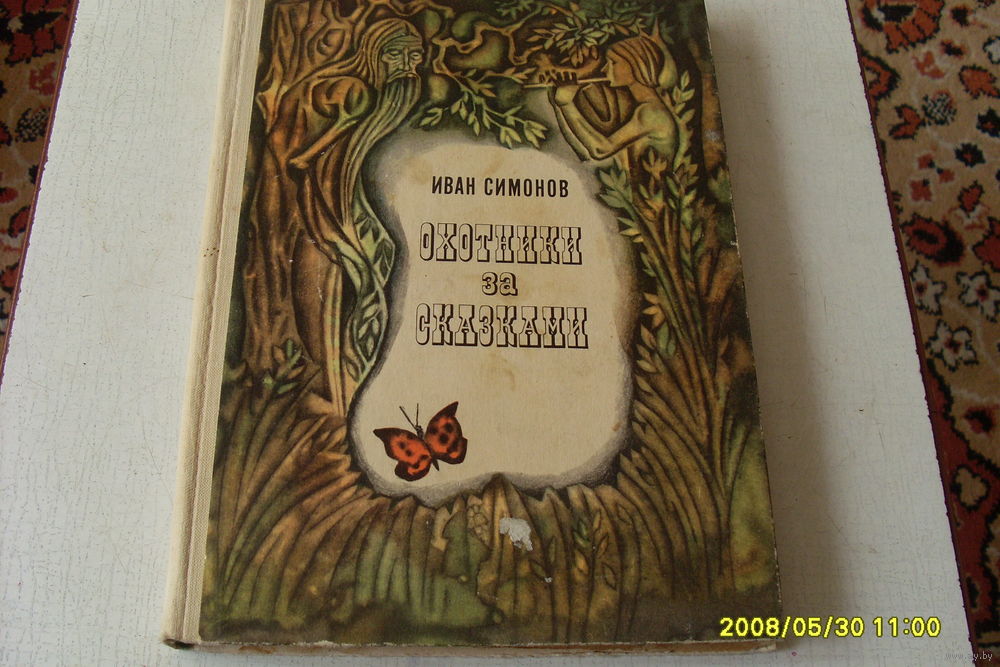 ИВАН СИМОНОВ
ОХОТНИКИ
за
СКАЗКАМИ
2008/05/30 11:00